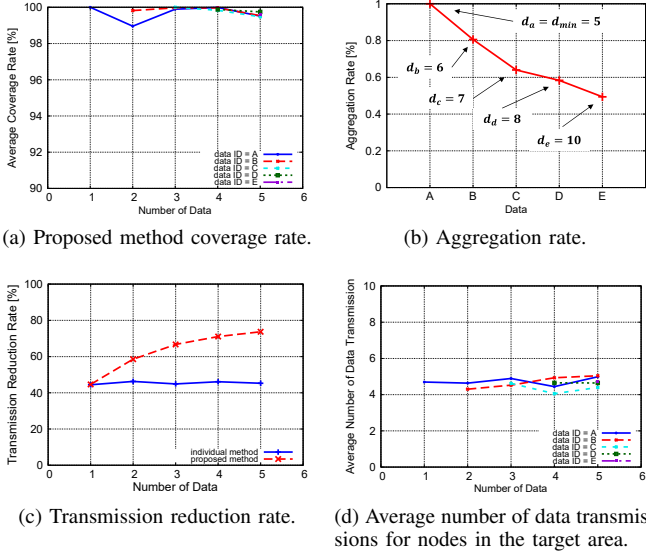 100
98
96
94
92
90
Average Coverage Rate [%]
data ID = A
data ID = B
data ID = C
data ID = D
data ID = E
0 1 2 3 4 5 6
Number of Data
(a) Proposed method coverage rate.
1
0.8
0.6
0.4
0.2
0
Aggregation Rate [%]
d_a = d_min = 5
d_b = 6
d_c = 7
d_d = 8
d_e = 10
A B C D E
Data
(b) Aggregation rate.
100
80
60
40
20
0
Transmission Reduction Rate [%]
individual method
proposed method
0 1 2 3 4 5 6
Number of Data
(c) Transmission reduction rate.
10
8
6
4
2
0
Average Number of Data Transmission
data ID = A
data ID = B
data ID = C
data ID = D
data ID = E
0 1 2 3 4 5 6
Number of Data
(d) Average number of data transmis-
sions for nodes in the target area.